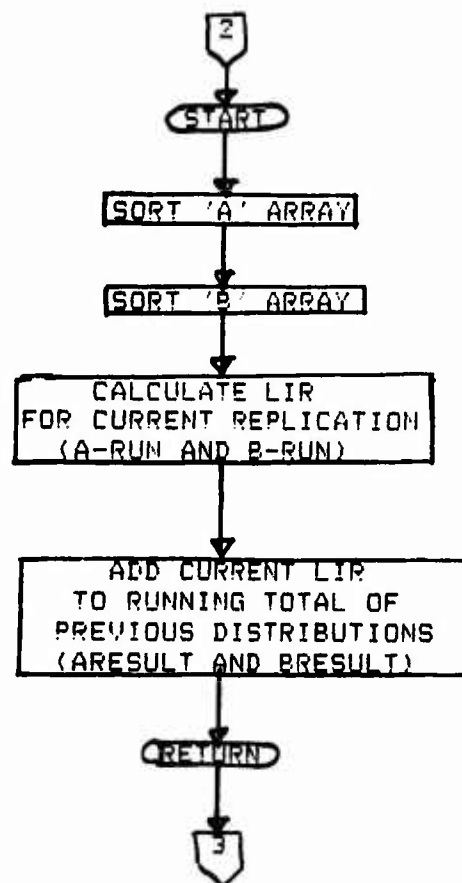 2
START
SORT 'A' ARRAY
SORT 'B' ARRAY
CALCULATE LIR
FOR CURRENT REPLICATION
(A-RUN AND B-RUN)
ADD CURRENT LIR
TO RUNNING TOTAL OF
PREVIOUS DISTRIBUTIONS
(ARESULT AND BRESULT)
RETURN
3